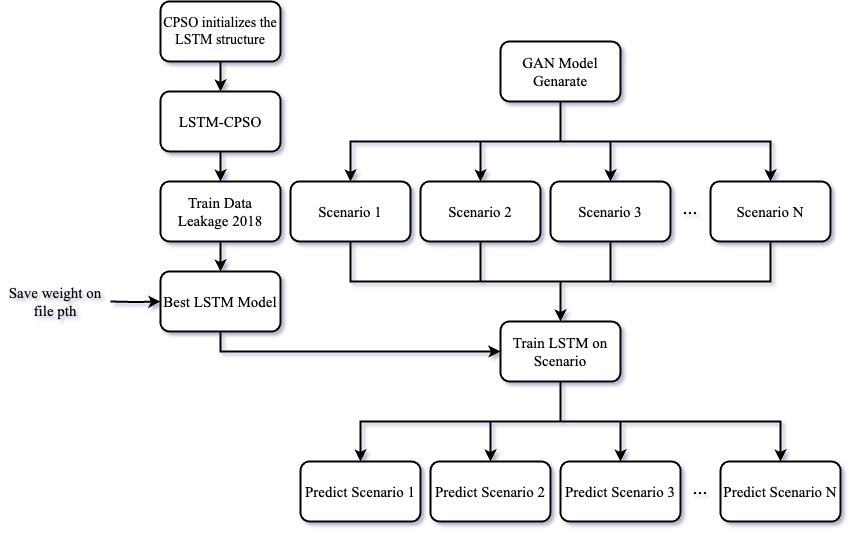 CPSO initializes the
LSTM structure
LSTM-CPSO
Train Data
Leakage 2018
Save weight on
file pth
Best LSTM Model
GAN Model
Genarate
Scenario 1
Scenario 2
Scenario 3
...
Scenario N
Train LSTM on
Scenario
Predict Scenario 1
Predict Scenario 2
Predict Scenario 3
...
Predict Scenario N